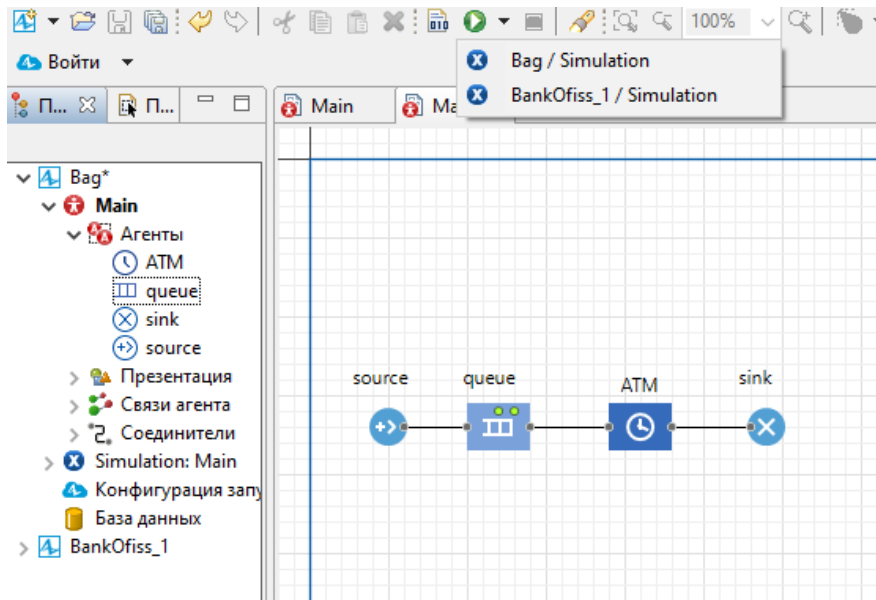 100%
Войти
Bag / Simulation
BankOfiss_1 / Simulation
П...
П...
Main
Ma
Bag*
Main
Агенты
ATM
queue
sink
source
Презентация
Связи агента
Соединители
Simulation: Main
Конфигурация запу
База данных
BankOfiss_1
source
queue
ATM
sink